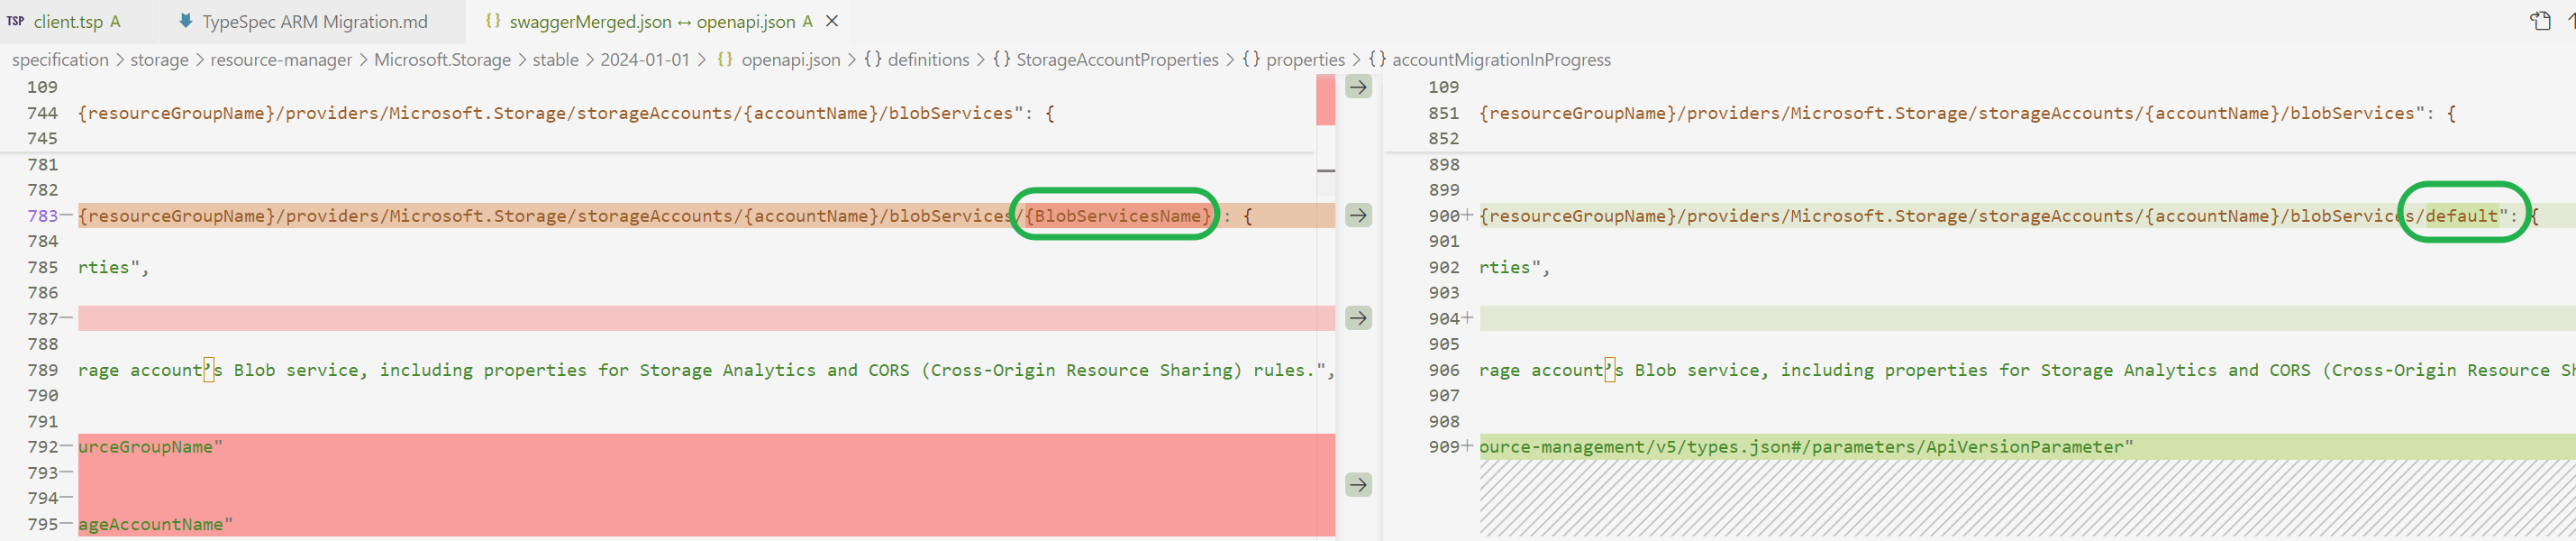 TSP client.tsp A
TypeSpec ARM Migration.md
{} swaggerMerged.json ↔ openapi.json A ×
specification > storage > resource-manager > Microsoft.Storage > stable > 2024-01-01 > {} openapi.json > {} definitions > {} StorageAccountProperties > {} properties > {} accountMigrationInProgress
109
744 {resourceGroupName}/providers/Microsoft.Storage/storageAccounts/{accountName}/blobServices": {
745
781
782
783− {resourceGroupName}/providers/Microsoft.Storage/storageAccounts/{accountName}/blobServices/{BlobServicesName} : {
784
785 rties",
786
787−
788
789 rage account’s Blob service, including properties for Storage Analytics and CORS (Cross-Origin Resource Sharing) rules.",
790
791
792− urceGroupName"
793−
794−
795− ageAccountName"
109
851 {resourceGroupName}/providers/Microsoft.Storage/storageAccounts/{accountName}/blobServices": {
852
898
899
900+ {resourceGroupName}/providers/Microsoft.Storage/storageAccounts/{accountName}/blobServices/default": {
901
902 rties",
903
904+
905
906 rage account’s Blob service, including properties for Storage Analytics and CORS (Cross-Origin Resource Sh
907
908
909+ ource-management/v5/types.json#/parameters/ApiVersionParameter"